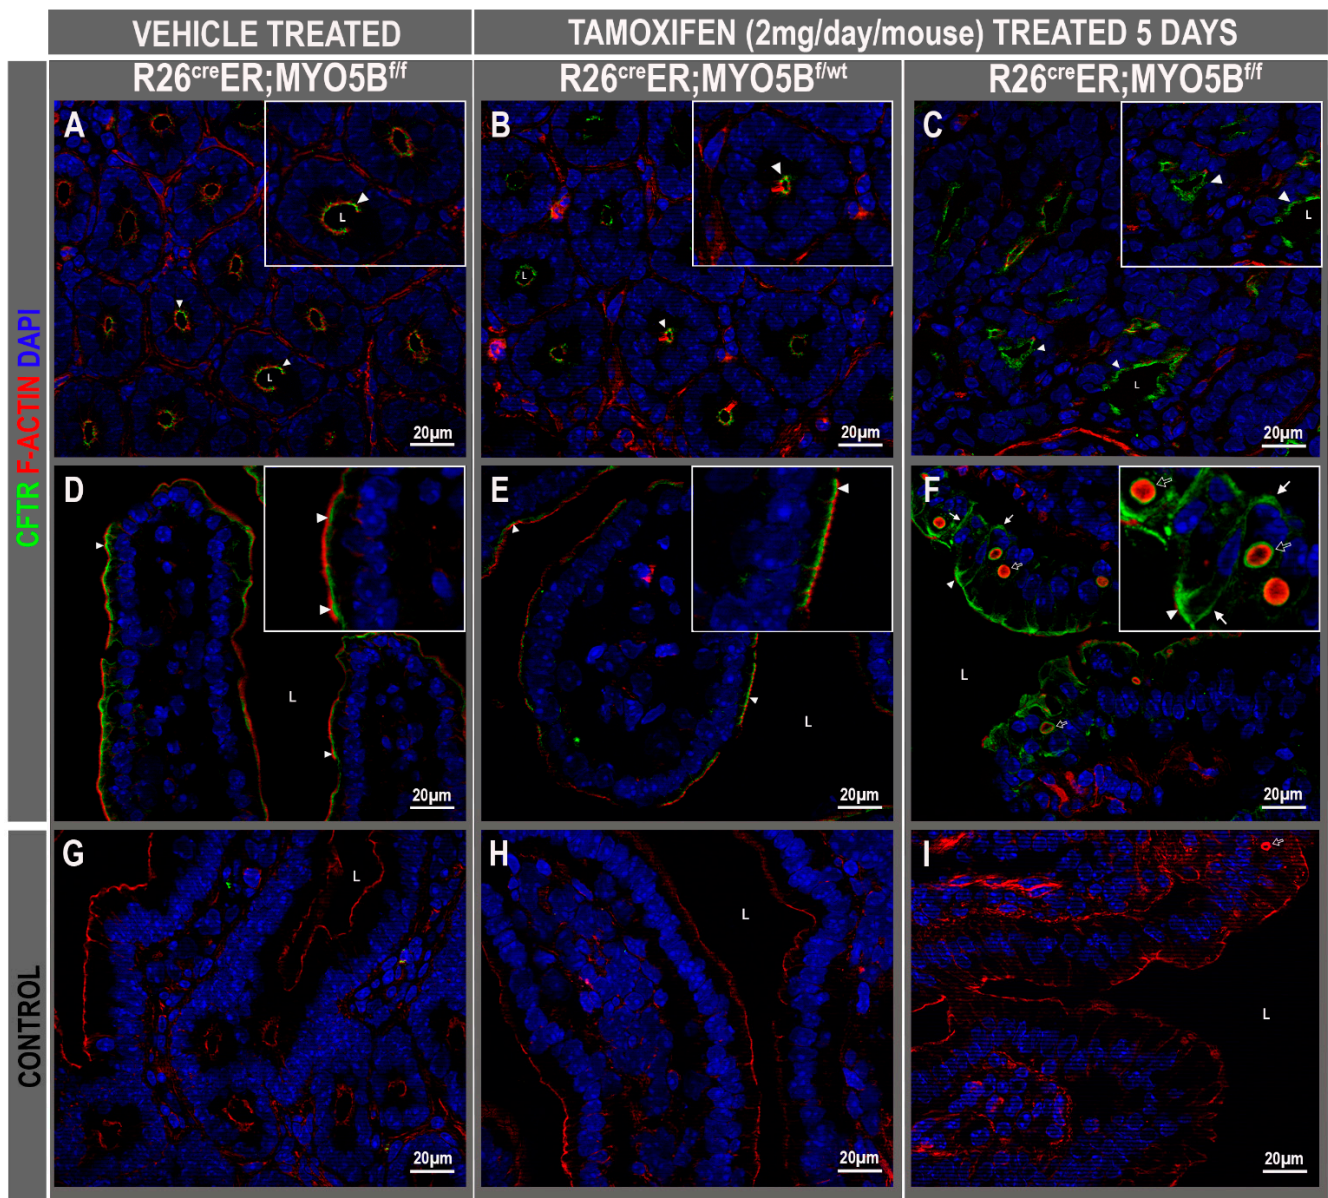 VEHICLE TREATED
TAMOXIFEN (2mg/day/mouse) TREATED 5 DAYS
R26creER;MYO5Bf/f
R26creER;MYO5Bf/wt
R26creER;MYO5Bf/f
CFTR F-ACTIN DAPI
A
L
L
20µm
B
L
20µm
C
L
L
20µm
D
L
20µm
E
L
20µm
F
L
20µm
CONTROL
G
L
20µm
H
L
20µm
I
L
20µm